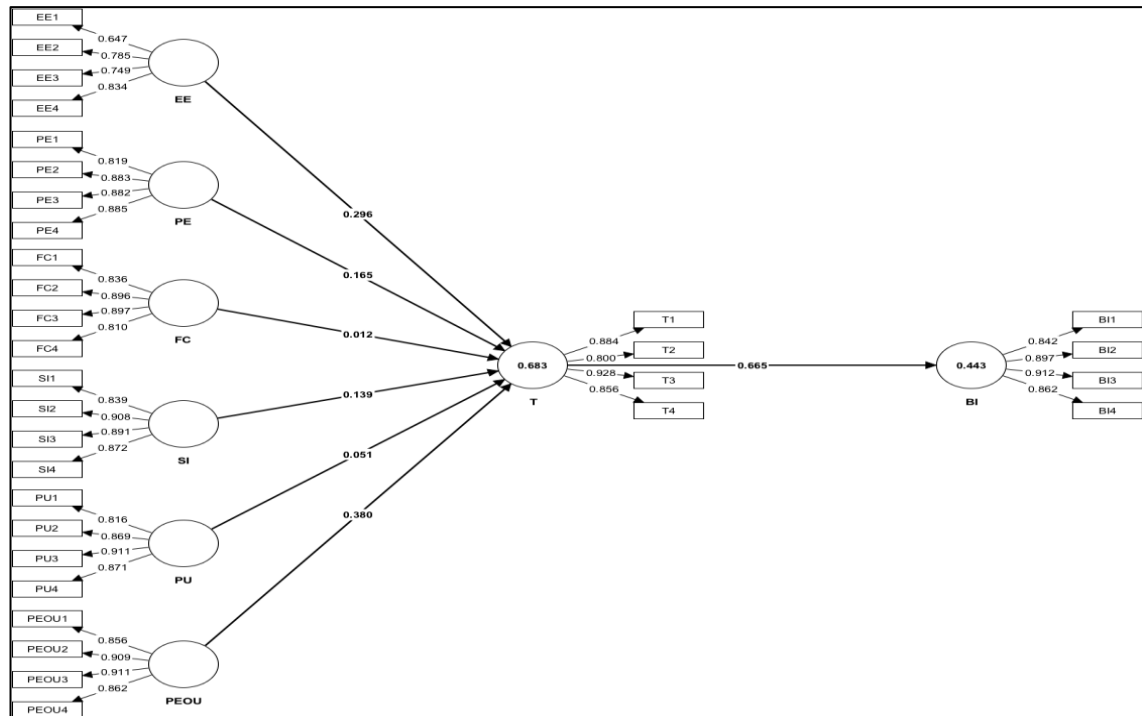 EE1
0.647
EE2
0.785
EE3
0.749
0.834
EE4
EE
PE1
0.819
PE2
0.883
PE3
0.882
0.885
PE4
PE
FC1
0.836
FC2
0.896
FC3
0.897
0.810
FC4
FC
SI1
0.839
SI2
0.908
SI3
0.891
0.872
SI4
SI
PU1
0.816
PU2
0.869
PU3
0.911
0.871
PU4
PU
PEOU1
0.856
PEOU2
0.909
PEOU3
0.911
0.862
PEOU4
PEOU
0.296
0.165
0.012
0.139
0.051
0.380
0.683
T
T1
0.884
T2
0.800
T3
0.928
0.856
T4
0.665
0.443
BI
BI1
0.842
BI2
0.897
BI3
0.912
0.862
BI4